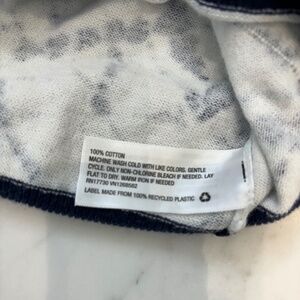 100% COTTON
MACHINE WASH COLD WITH LIKE COLORS. GENTLE
CYCLE. ONLY NON-CHLORINE BLEACH IF NEEDED. LAY
FLAT TO DRY. WARM IRON IF NEEDED
RN17730 VN1268562
LABEL MADE FROM 100% RECYCLED PLASTIC